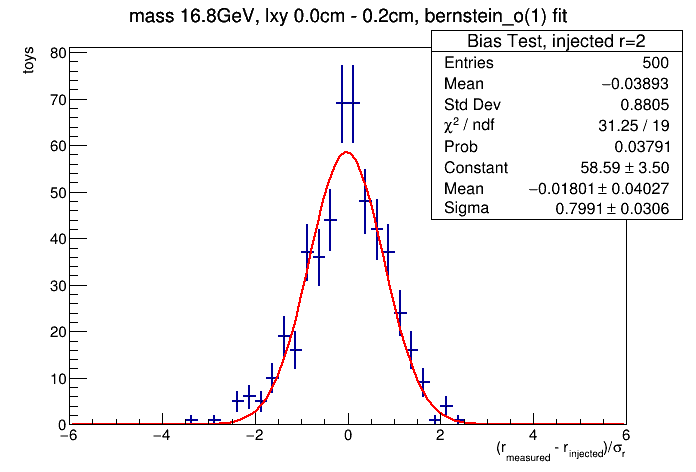 mass 16.8GeV, lxy 0.0cm - 0.2cm, bernstein_o(1) fit
Bias Test, injected r=2
Entries 500
Mean −0.03893
Std Dev 0.8805
χ² / ndf 31.25 / 19
Prob 0.03791
Constant 58.59 ± 3.50
Mean −0.01801 ± 0.04027
Sigma 0.7991 ± 0.0306
toys
80
70
60
50
40
30
20
10
0
−6 −4 −2 0 2 4 6
(r_measured - r_injected)/σ_r